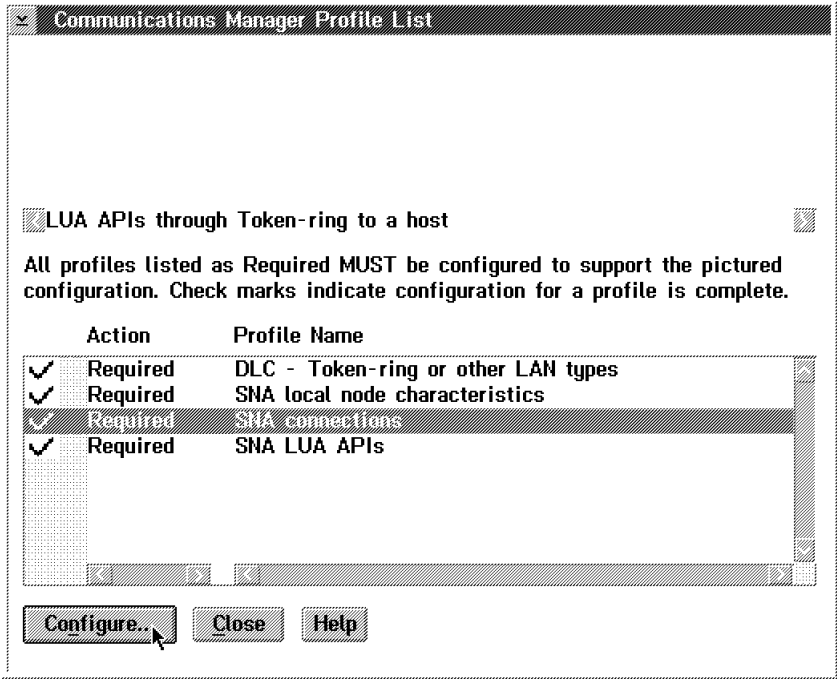 Communications Manager Profile List
LUA APIs through Token-ring to a host
All profiles listed as Required MUST be configured to support the pictured
configuration. Check marks indicate configuration for a profile is complete.
Action Profile Name
Required DLC - Token-ring or other LAN types
Required SNA local node characteristics
Required SNA connections
Required SNA LUA APIs
Configure.. Close Help